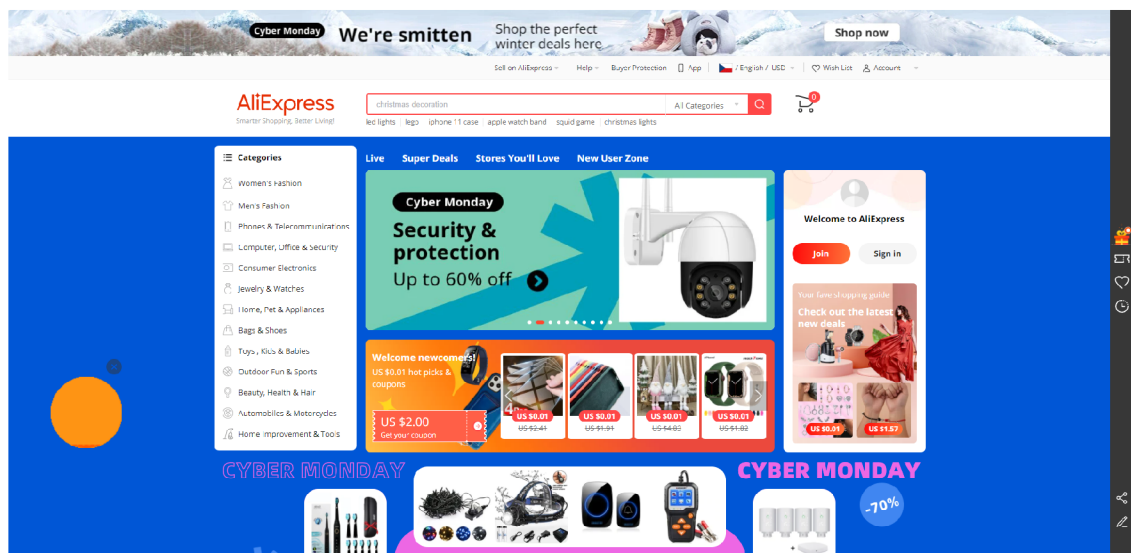 Cyber Monday
We're smitten
Shop the perfect
winter deals here
Shop now
Sell on AliExpress
Help
Buyer Protection
App
/ English / USD
Wish List
Account
AliExpress
Smarter Shopping, Better Living!
christmas decoration
All Categories
0
led lights
lego
iphone 11 case
apple watch band
squid game
christmas lights
Categories
Women's Fashion
Men's Fashion
Phones & Telecommunications
Computer, Office & Security
Consumer Electronics
Jewelry & Watches
Home, Pet & Appliances
Bags & Shoes
Toys , Kids & Babies
Outdoor Fun & Sports
Beauty, Health & Hair
Automobiles & Motorcycles
Home Improvement & Tools
Live
Super Deals
Stores You'll Love
New User Zone
Cyber Monday
Security &
protection
Up to 60% off
Welcome to AliExpress
Join
Sign in
Your fave shopping guide
Check out the latest
new deals
US $0.01
US $1.57
Welcome newcomers!
US $0.01 hot picks &
coupons
US $2.00
Get your coupon
US $0.01
US $2.41
US $0.01
US $1.91
US $0.01
US $4.83
US $0.01
US $1.82
CYBER MONDAY
CYBER MONDAY
-70%